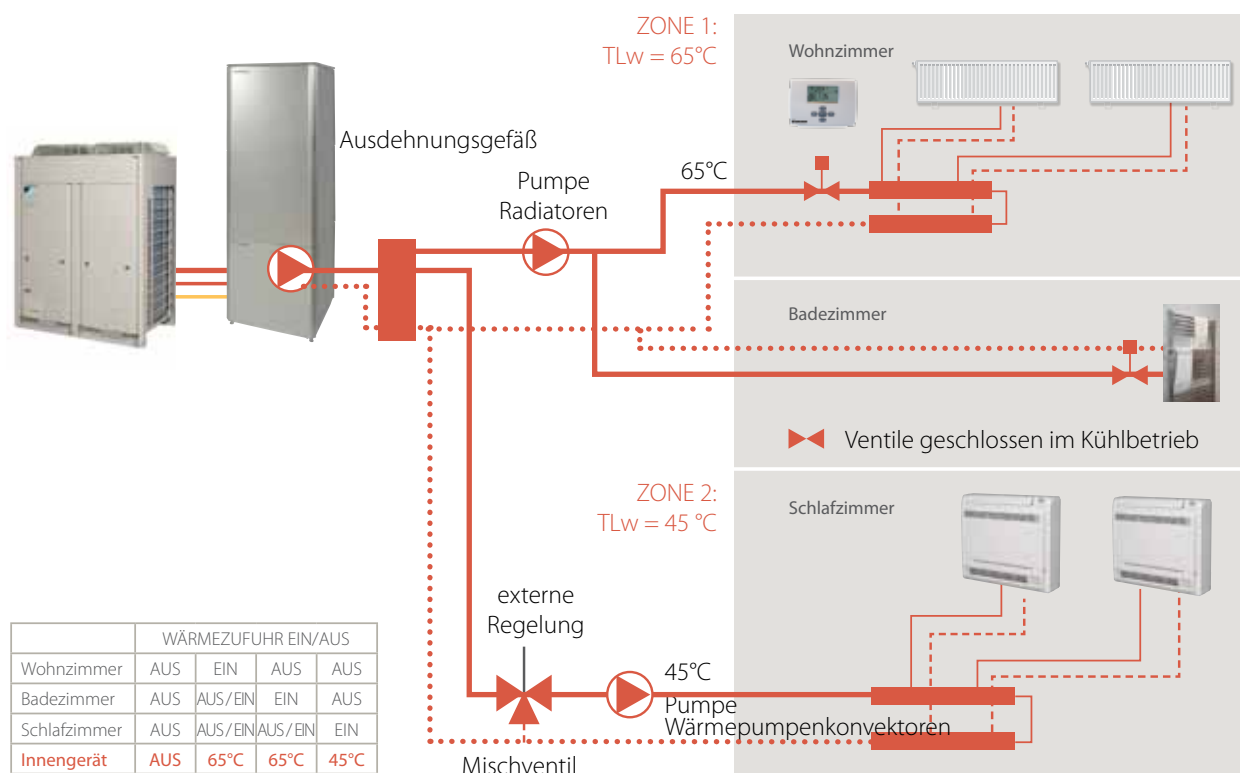 ZONE 1:
TLw = 65°C
Wohnzimmer
Ausdehnungsgefäß
Pumpe
Radiatoren
65°C
Badezimmer
Ventile geschlossen im Kühlbetrieb
ZONE 2:
TLw = 45 °C
Schlafzimmer
externe
Regelung
45°C
Pumpe
Wärmepumpenkonvektoren
Mischventil
WÄRMEZUFUHR EIN/AUS
Wohnzimmer AUS EIN AUS AUS
Badezimmer AUS AUS/EIN EIN AUS
Schlafzimmer AUS AUS/EIN AUS/EIN EIN
Innengerät AUS 65°C 65°C 45°C